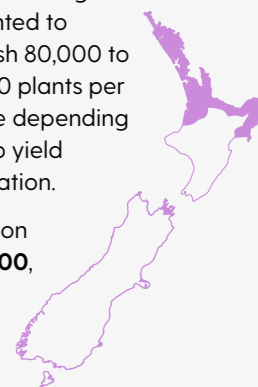 nted to
sh 80,000 to
0 plants per
e depending
o yield
ation.
on
00,